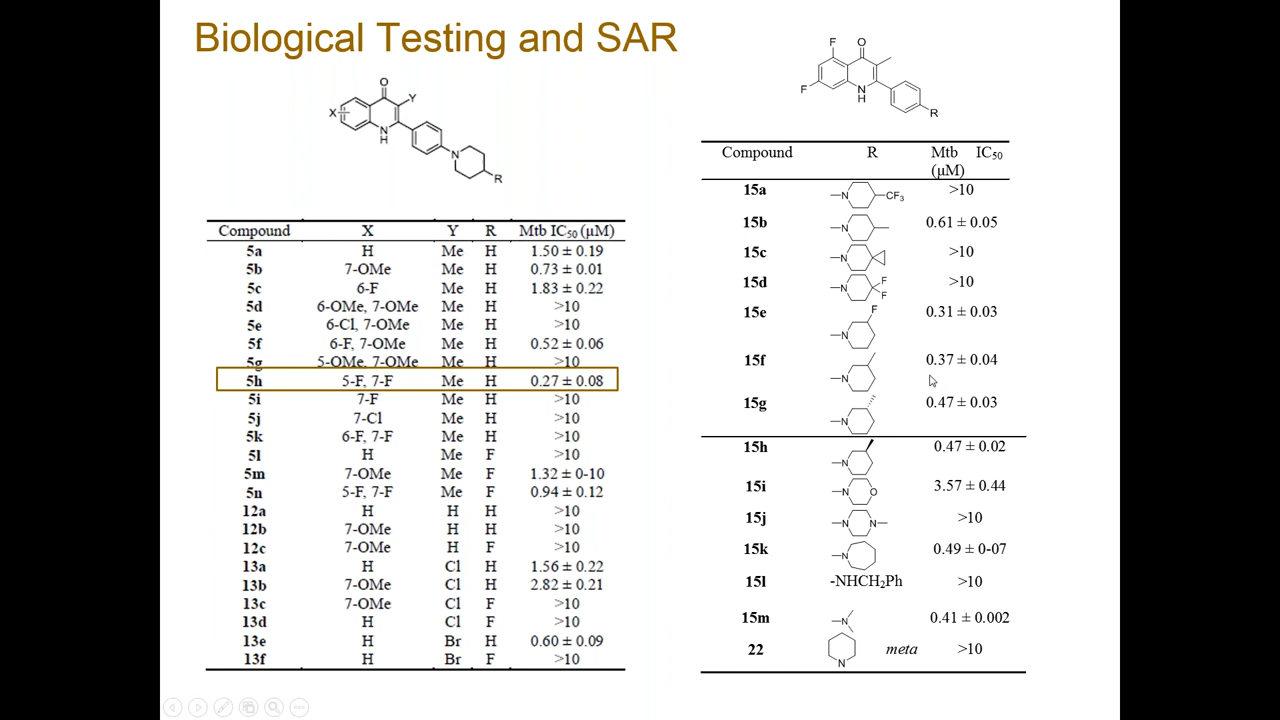 Biological Testing and SAR
O
X
Y
N
H
N
R
Compound X Y R Mtb IC50 (µM)
5a H Me H 1.50 ± 0.19
5b 7-OMe Me H 0.73 ± 0.01
5c 6-F Me H 1.83 ± 0.22
5d 6-OMe, 7-OMe Me H >10
5e 6-Cl, 7-OMe Me H >10
5f 6-F, 7-OMe Me H 0.52 ± 0.06
5g 5-OMe, 7-OMe Me H >10
5h 5-F, 7-F Me H 0.27 ± 0.08
5i 7-F Me H >10
5j 7-Cl Me H >10
5k 6-F, 7-F Me H >10
5l H Me F >10
5m 7-OMe Me F 1.32 ± 0-10
5n 5-F, 7-F Me F 0.94 ± 0.12
12a H H H >10
12b 7-OMe H H >10
12c 7-OMe H F >10
13a H Cl H 1.56 ± 0.22
13b 7-OMe Cl H 2.82 ± 0.21
13c 7-OMe Cl F >10
13d H Cl F >10
13e H Br H 0.60 ± 0.09
13f H Br F >10
F
O
F
N
H
R
Compound R Mtb IC50
(µM)
15a N CF3 >10
15b N 0.61 ± 0.05
15c N >10
15d N F F >10
15e F N 0.31 ± 0.03
15f N 0.37 ± 0.04
15g N 0.47 ± 0.03
15h N 0.47 ± 0.02
15i N O 3.57 ± 0.44
15j N N >10
15k N 0.49 ± 0-07
15l -NHCH2Ph >10
15m N 0.41 ± 0.002
22 N meta >10